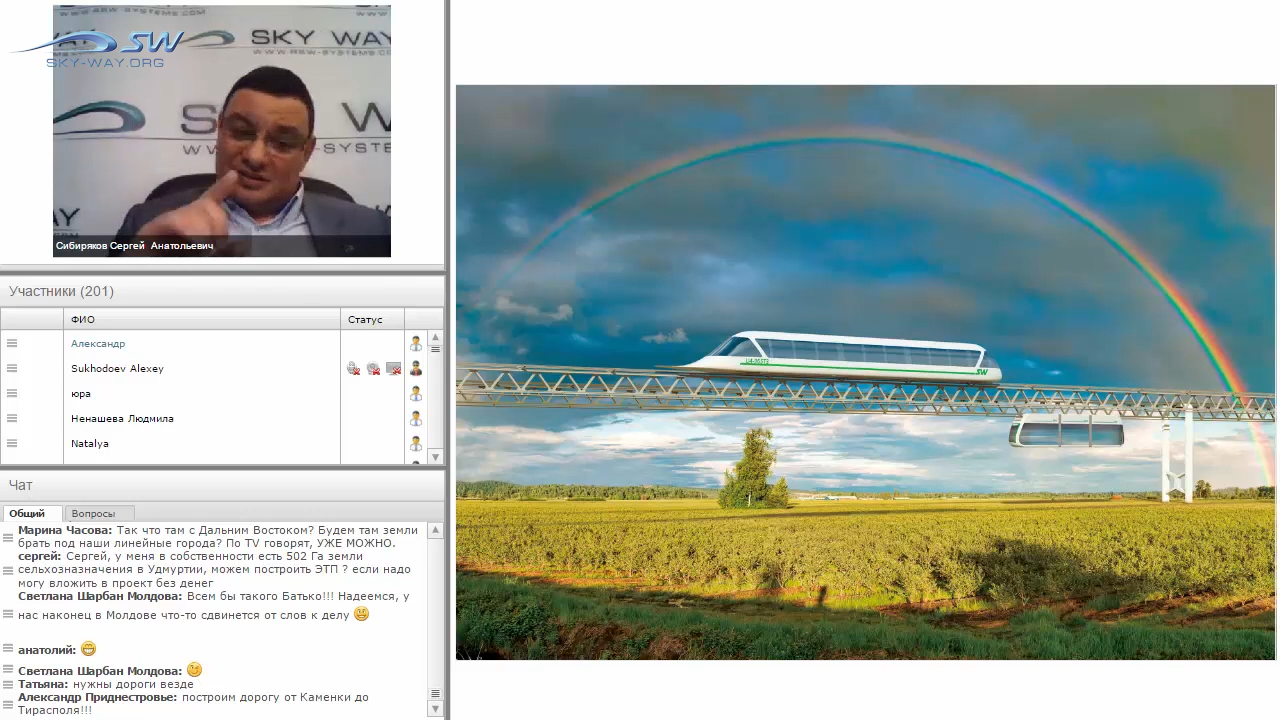 SKY WAY
WWW.RSW-SYSTEMS.COM
SW
SKY-WAY.ORG
SKY W
Сибиряков Сергей Анатольевич
Участники (201)
ФИО Статус
Александр
Sukhodoev Alexey
юра
Ненашева Людмила
Natalya
Чат
Общий Вопросы
Марина Часова: Так что там с Дальним Востоком? Будем там земли
брать под наши линейные города? По TV говорят, УЖЕ МОЖНО.
сергей: Сергей, у меня в собственности есть 502 Га земли
сельхозназначения в Удмуртии, можем построить ЭТП ? если надо
могу вложить в проект без денег
Светлана Шарбан Молдова: Всем бы такого Батько!!! Надеемся, у
нас наконец в Молдове что-то сдвинется от слов к делу
анатолий:
Светлана Шарбан Молдова:
Татьяна: нужны дороги везде
Александр Приднестровье: построим дорогу от Каменки до
Тирасполя!!!
SW